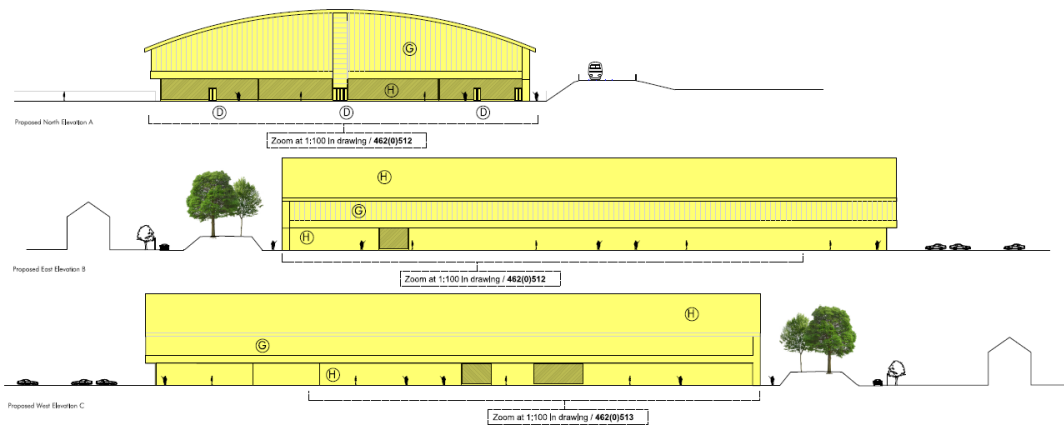 G
H
D D D
Proposed North Elevation A
Zoom at 1:100 in drawing / 462(0)512
H
G
H
Proposed East Elevation B
Zoom at 1:100 in drawing / 462(0)512
H
G
H
Proposed West Elevation C
Zoom at 1:100 in drawing / 462(0)513